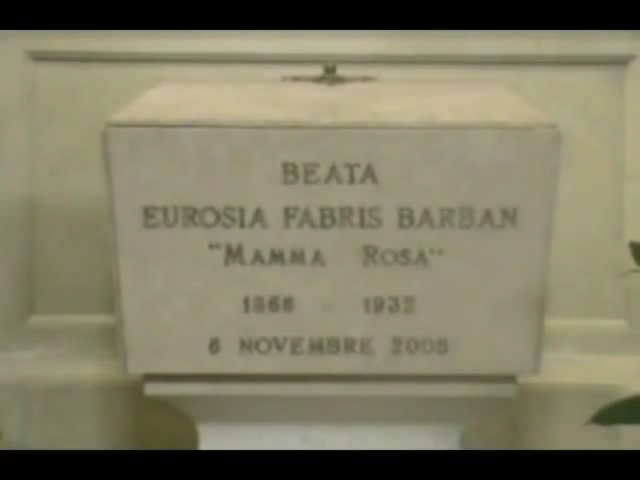 BEATA
EUROSIA FABRIS BARBAN
"MAMMA ROSA"
1866 - 1932
6 NOVEMBRE 2005